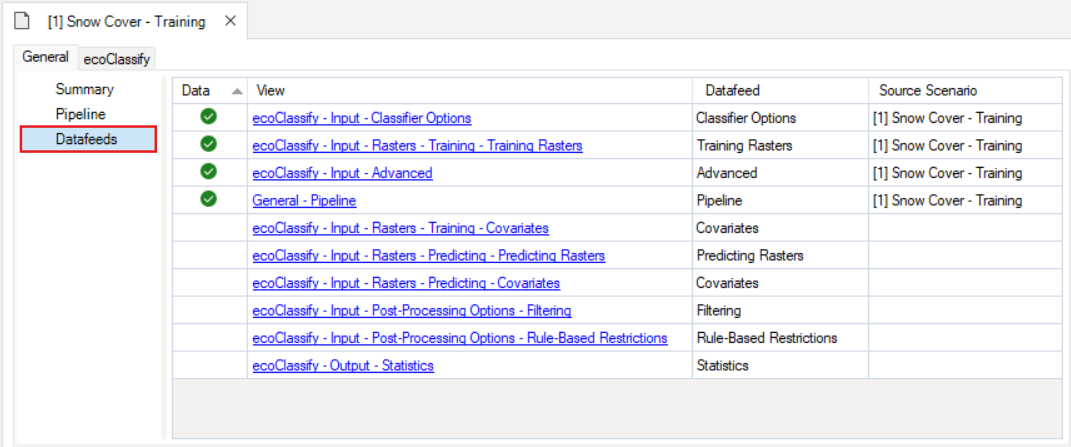 [1] Snow Cover - Training
General ecoClassify
Summary
Pipeline
Datafeeds
Data View Datafeed Source Scenario
ecoClassify - Input - Classifier Options Classifier Options [1] Snow Cover - Training
ecoClassify - Input - Rasters - Training - Training Rasters Training Rasters [1] Snow Cover - Training
ecoClassify - Input - Advanced Advanced [1] Snow Cover - Training
General - Pipeline Pipeline [1] Snow Cover - Training
ecoClassify - Input - Rasters - Training - Covariates Covariates
ecoClassify - Input - Rasters - Predicting - Predicting Rasters Predicting Rasters
ecoClassify - Input - Rasters - Predicting - Covariates Covariates
ecoClassify - Input - Post-Processing Options - Filtering Filtering
ecoClassify - Input - Post-Processing Options - Rule-Based Restrictions Rule-Based Restrictions
ecoClassify - Output - Statistics Statistics